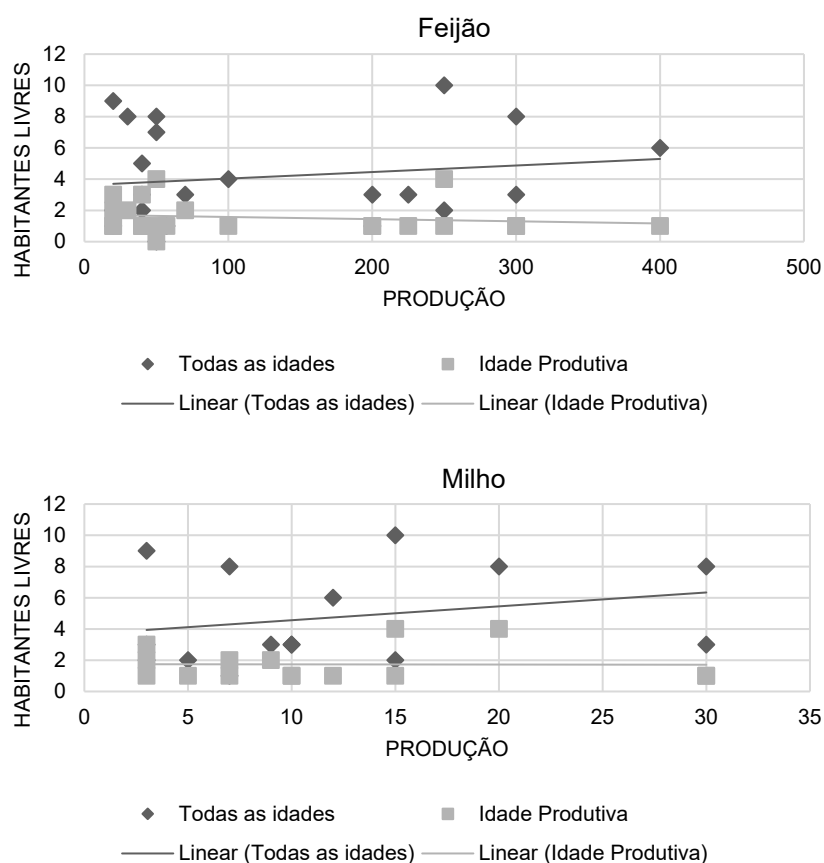 Feijão
12
10
8
6
4
2
0
HABITANTES LIVRES
0 100 200 300 400 500
PRODUÇÃO
Todas as idades Idade Produtiva
Linear (Todas as idades) Linear (Idade Produtiva)
Milho
12
10
8
6
4
2
0
HABITANTES LIVRES
0 5 10 15 20 25 30 35
PRODUÇÃO
Todas as idades Idade Produtiva
Linear (Todas as idades) Linear (Idade Produtiva)